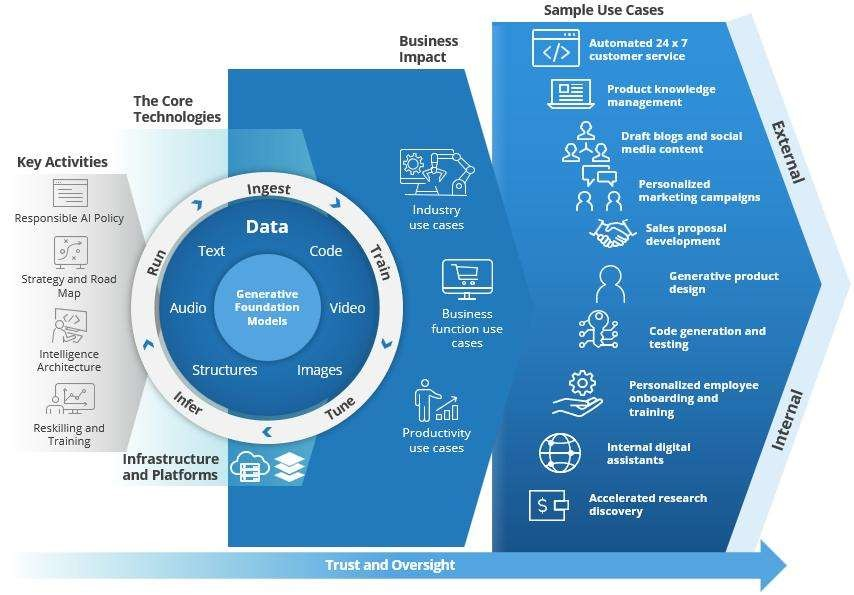 Key Activities
Responsible AI Policy
Strategy and Road
Map
Intelligence
Architecture
Reskilling and
Training
The Core
Technologies
Ingest
Train
Tune
Infer
Run
Data
Text
Code
Audio
Video
Structures
Images
Generative
Foundation
Models
Infrastructure
and Platforms
Business
Impact
Industry
use cases
Business
function use
cases
Productivity
use cases
Sample Use Cases
Automated 24 x 7
customer service
Product knowledge
management
Draft blogs and social
media content
Personalized
marketing campaigns
Sales proposal
development
Generative product
design
Code generation and
testing
Personalized employee
onboarding and
training
Internal digital
assistants
Accelerated research
discovery
External
Internal
Trust and Oversight